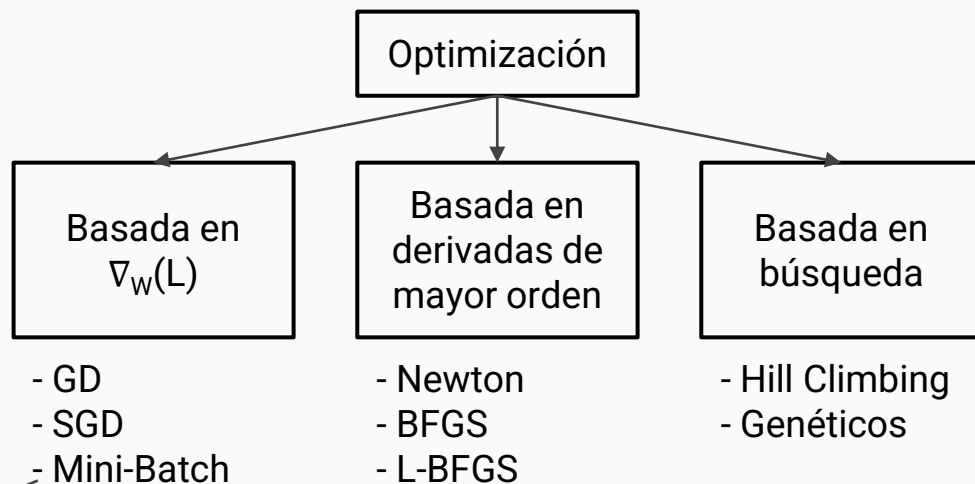 Optimización
Basada en
∇W(L)
Basada en
derivadas de
mayor orden
Basada en
búsqueda
- GD
- SGD
- Mini-Batch
- Newton
- BFGS
- L-BFGS
- Hill Climbing
- Genéticos